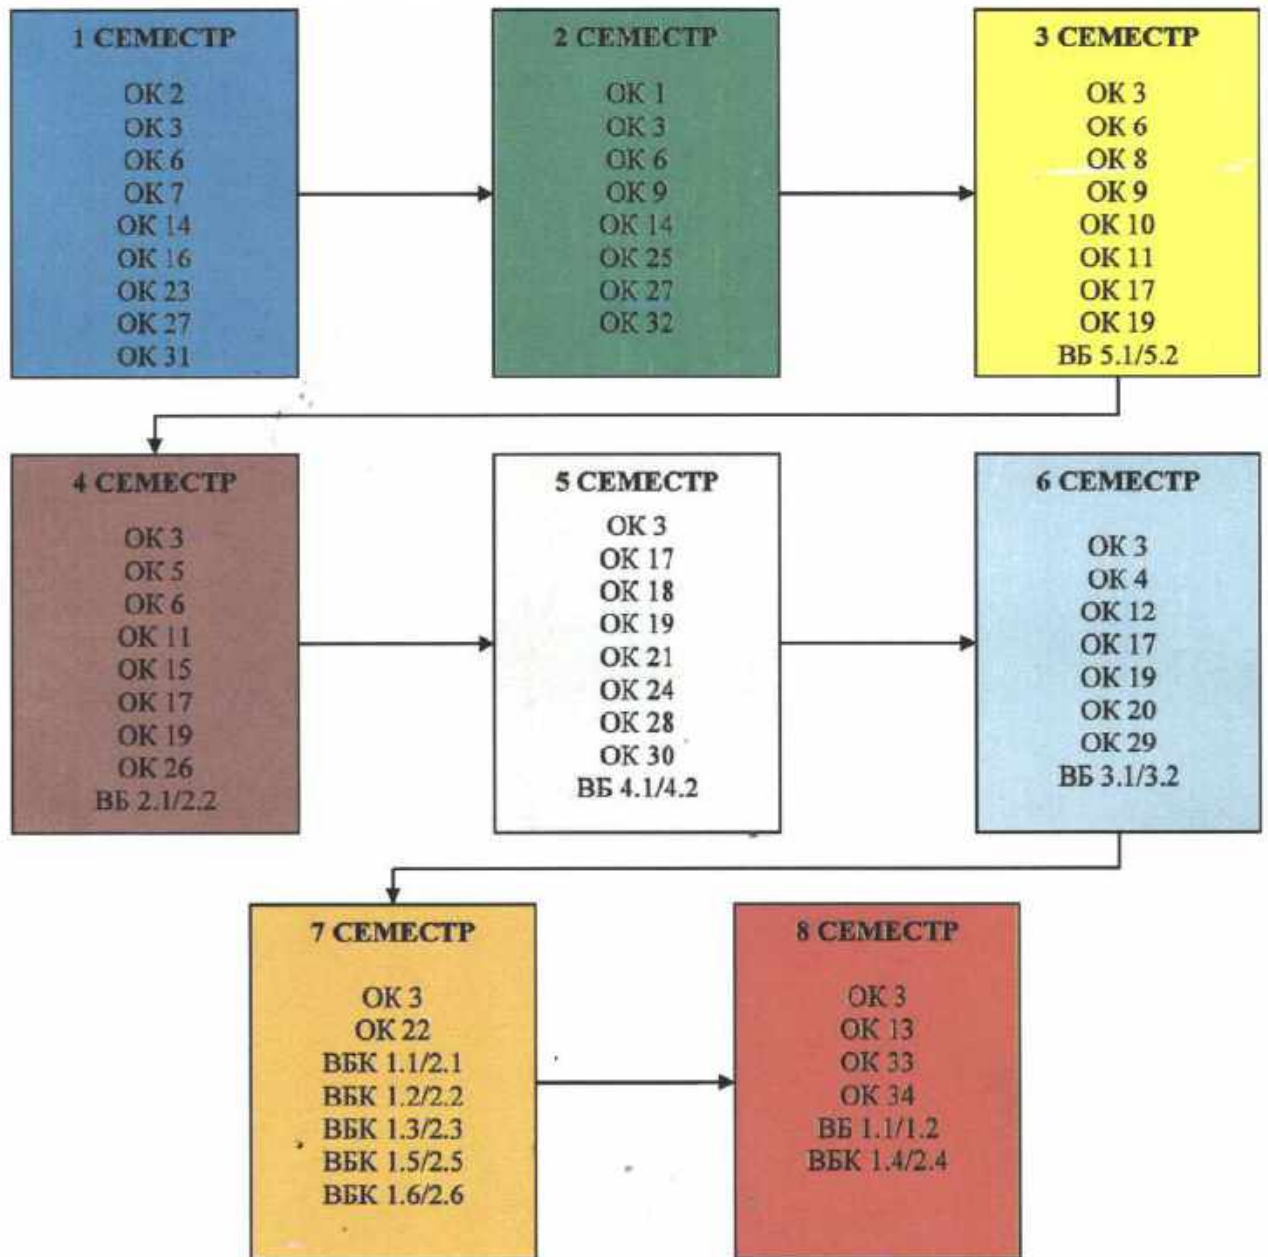 1 СЕМЕСТР
ОК 2
ОК 3
ОК 6
ОК 7
ОК 14
ОК 16
ОК 23
ОК 27
ОК 31
2 СЕМЕСТР
ОК 1
ОК 3
ОК 6
ОК 9
ОК 14
ОК 25
ОК 27
ОК 32
3 СЕМЕСТР
ОК 3
ОК 6
ОК 8
ОК 9
ОК 10
ОК 11
ОК 17
ОК 19
ВБ 5.1/5.2
4 СЕМЕСТР
ОК 3
ОК 5
ОК 6
ОК 11
ОК 15
ОК 17
ОК 19
ОК 26
ВБ 2.1/2.2
5 СЕМЕСТР
ОК 3
ОК 17
ОК 18
ОК 19
ОК 21
ОК 24
ОК 28
ОК 30
ВБ 4.1/4.2
6 СЕМЕСТР
ОК 3
ОК 4
ОК 12
ОК 17
ОК 19
ОК 20
ОК 29
ВБ 3.1/3.2
7 СЕМЕСТР
ОК 3
ОК 22
ВБК 1.1/2.1
ВБК 1.2/2.2
ВБК 1.3/2.3
ВБК 1.5/2.5
ВБК 1.6/2.6
8 СЕМЕСТР
ОК 3
ОК 13
ОК 33
ОК 34
ВБ 1.1/1.2
ВБК 1.4/2.4